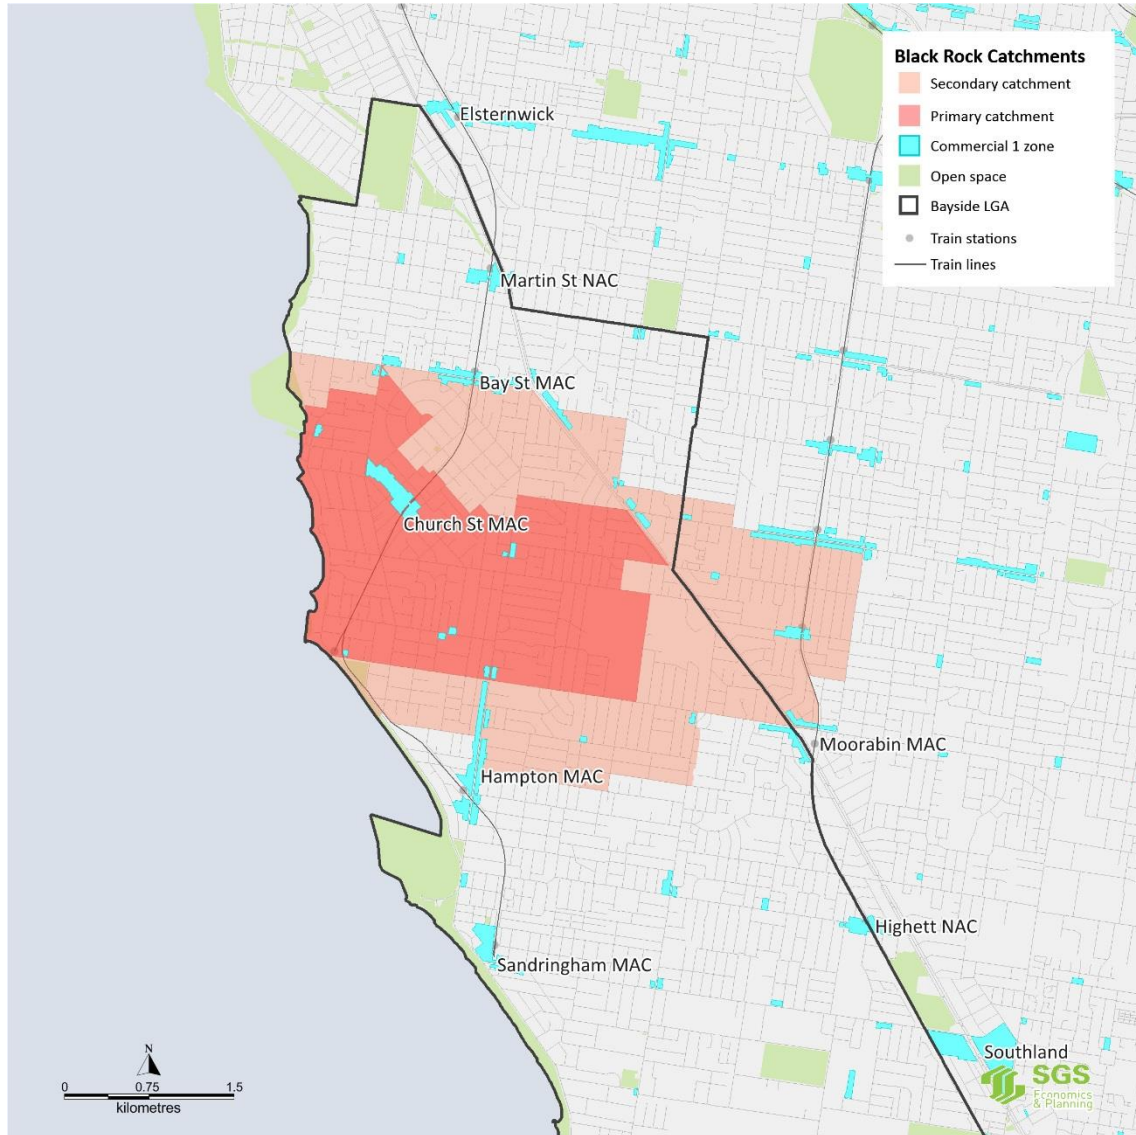 Black Rock Catchments
Secondary catchment
Primary catchment
Commercial 1 zone
Open space
Bayside LGA
Train stations
Train lines
Elsternwick
Martin St NAC
Bay St MAC
Church St MAC
Moorabin MAC
Hampton MAC
Highett NAC
Sandringham MAC
Southland
SGS
Economics
& Planning
N
0 0.75 1.5
kilometres